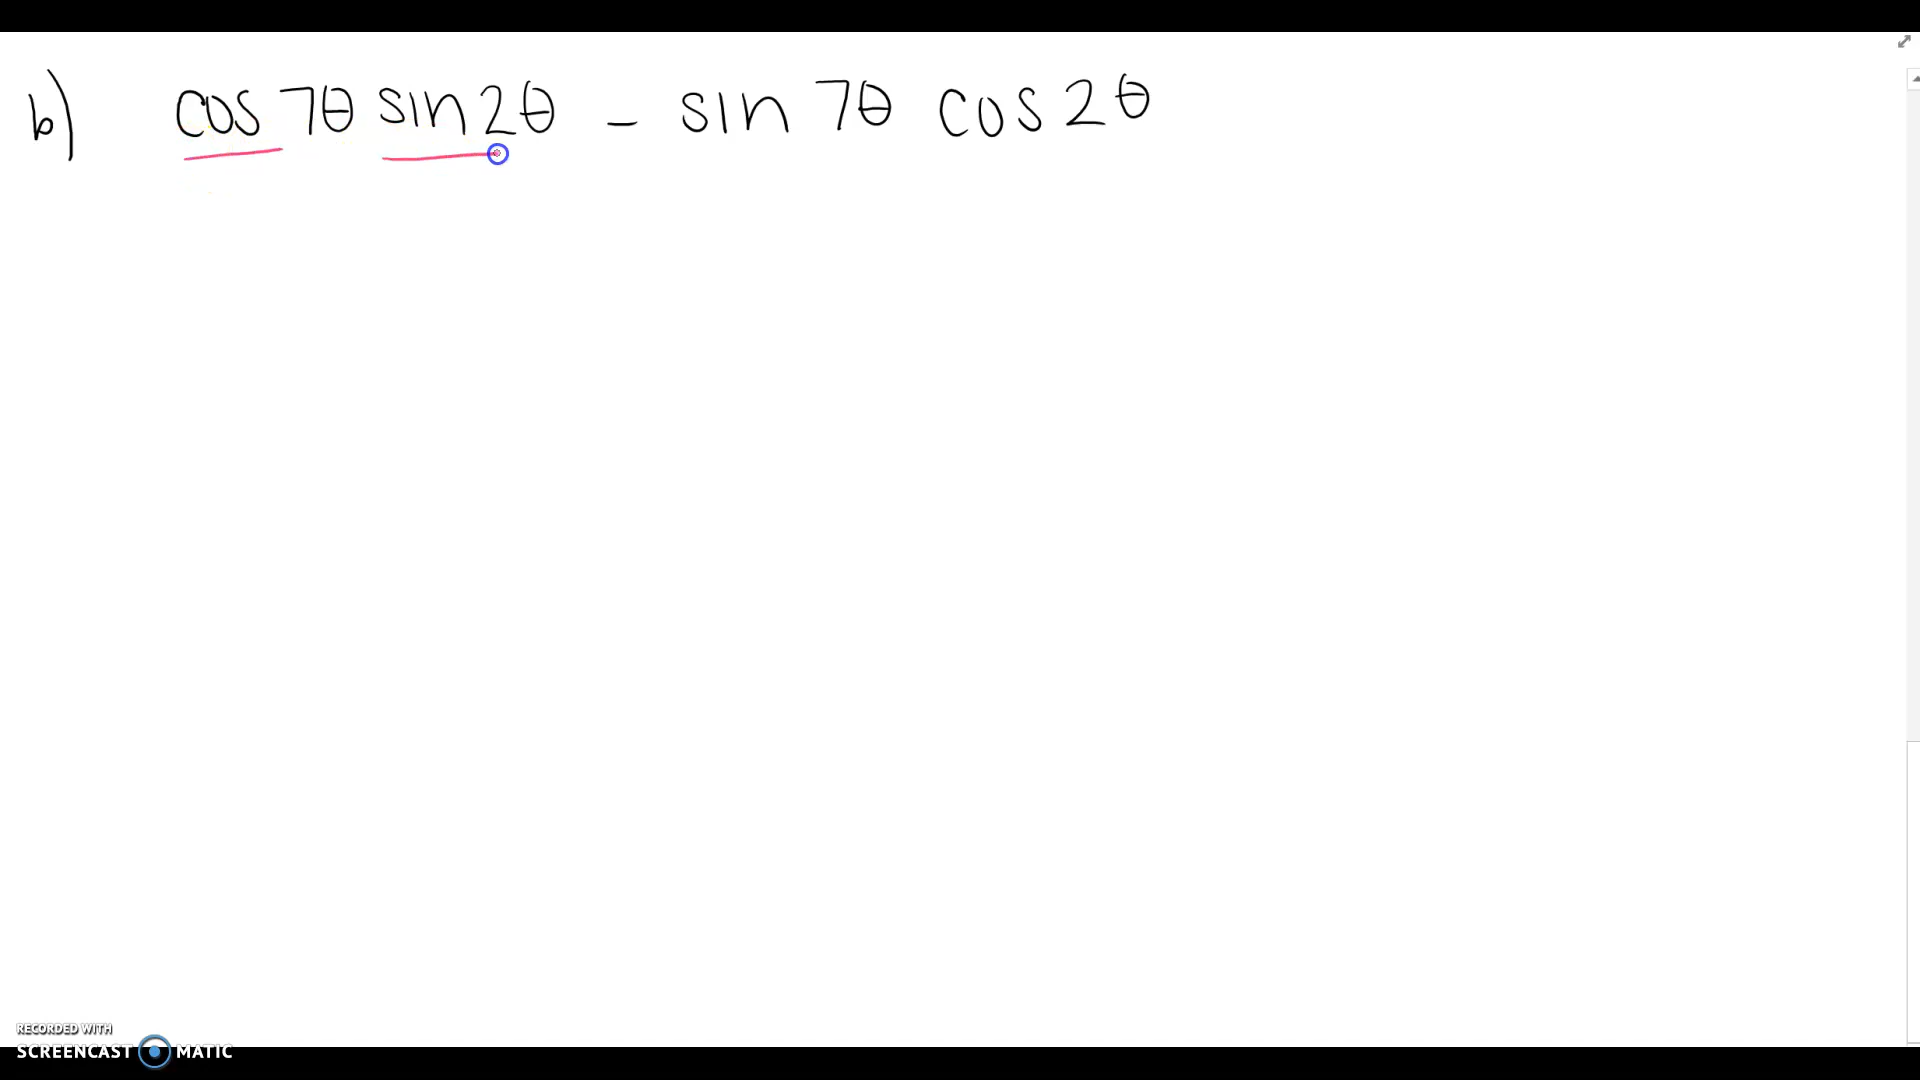 b) cos 7θ sin 2θ – sin 7θ cos 2θ
RECORDED WITH
SCREENCAST MATIC